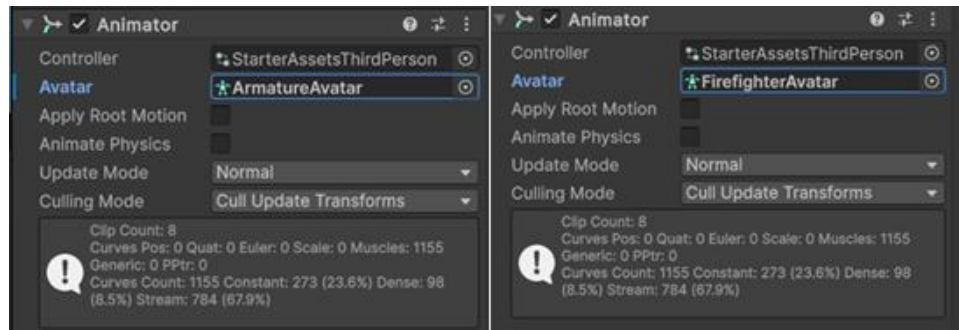 Animator
Controller StarterAssetsThirdPerson
Avatar ArmatureAvatar
Apply Root Motion
Animate Physics
Update Mode Normal
Culling Mode Cull Update Transforms
Clip Count: 8
Curves Pos: 0 Quat: 0 Euler: 0 Scale: 0 Muscles: 1155
Generic: 0 PPtr: 0
Curves Count: 1155 Constant: 273 (23.6%) Dense: 98
(8.5%) Stream: 784 (67.9%)
Animator
Controller StarterAssetsThirdPerson
Avatar FirefighterAvatar
Apply Root Motion
Animate Physics
Update Mode Normal
Culling Mode Cull Update Transforms
Clip Count: 8
Curves Pos: 0 Quat: 0 Euler: 0 Scale: 0 Muscles: 1155
Generic: 0 PPtr: 0
Curves Count: 1155 Constant: 273 (23.6%) Dense: 98
(8.5%) Stream: 784 (67.9%)